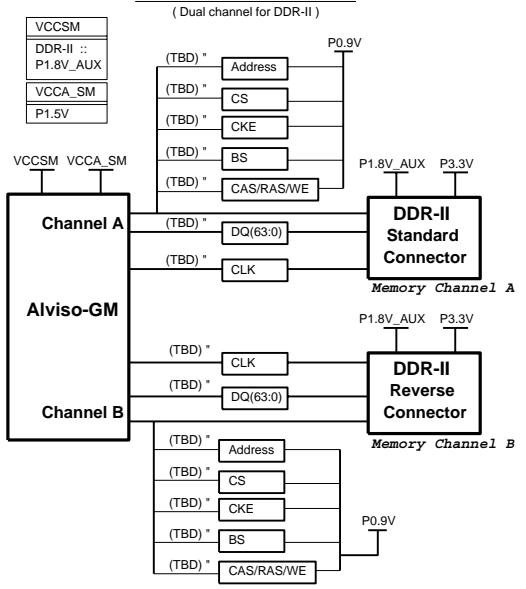 ( Dual channel for DDR-II )
VCCSM
DDR-II ::
P1.8V_AUX
VCCA_SM
P1.5V
P0.9V
(TBD) " Address
(TBD) " CS
(TBD) " CKE
(TBD) " BS
(TBD) " CAS/RAS/WE
VCCSM VCCA_SM
P1.8V_AUX P3.3V
Channel A
(TBD) " DQ(63:0)
(TBD) " CLK
DDR-II
Standard
Connector
Memory Channel A
Alviso-GM
P1.8V_AUX P3.3V
(TBD) " CLK
(TBD) " DQ(63:0)
Channel B
DDR-II
Reverse
Connector
Memory Channel B
(TBD) " Address
(TBD) " CS
(TBD) " CKE
(TBD) " BS
(TBD) " CAS/RAS/WE
P0.9V